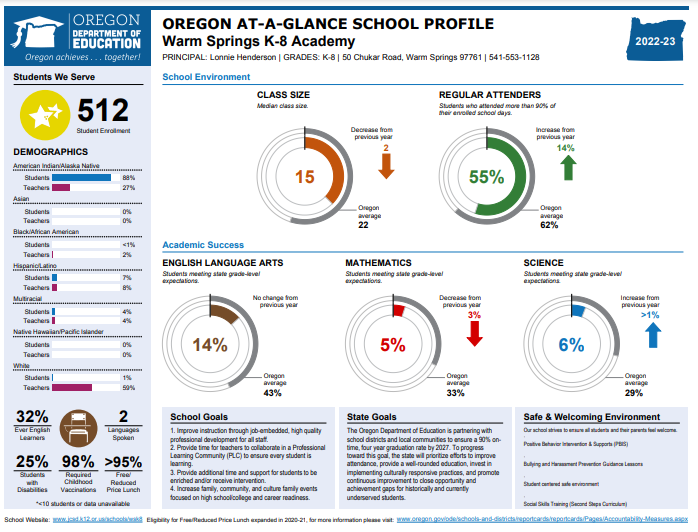 OREGON
DEPARTMENT OF
EDUCATION
Oregon achieves . . . together!
OREGON AT-A-GLANCE SCHOOL PROFILE
Warm Springs K-8 Academy
PRINCIPAL: Lonnie Henderson | GRADES: K-8 | 50 Chukar Road, Warm Springs 97761 | 541-553-1128
2022-23
Students We Serve
512
Student Enrollment
DEMOGRAPHICS
American Indian/Alaska Native
Students 88%
Teachers 27%
Asian
Students 0%
Teachers 0%
Black/African American
Students <1%
Teachers 2%
Hispanic/Latino
Students 7%
Teachers 8%
Multiracial
Students 4%
Teachers 4%
Native Hawaiian/Pacific Islander
Students 0%
Teachers 0%
White
Students 1%
Teachers 59%
32%
Ever English
Learners
2
Languages
Spoken
25%
Students
with
Disabilities
98%
Required
Childhood
Vaccinations
>95%
Free/
Reduced
Price Lunch
*<10 students or data unavailable
School Environment
CLASS SIZE
Median class size.
15
Decrease from
previous year
2
Oregon
average
22
REGULAR ATTENDERS
Students who attended more than 90% of
their enrolled school days.
55%
Increase from
previous year
14%
Oregon
average
62%
Academic Success
ENGLISH LANGUAGE ARTS
Students meeting state grade-level
expectations.
14%
No change from
previous year
Oregon
average
43%
MATHEMATICS
Students meeting state grade-level
expectations.
5%
Decrease from
previous year
3%
Oregon
average
33%
SCIENCE
Students meeting state grade-level
expectations.
6%
Increase from
previous year
>1%
Oregon
average
29%
School Goals
1. Improve instruction through job-embedded, high quality
professional development for all staff.
2. Provide time for teachers to collaborate in a Professional
Learning Community (PLC) to ensure every student is
learning.
3. Provide additional time and support for students to be
enriched and/or receive intervention.
4. Increase family, community, and culture family events
focused on high school/college and career readiness.
State Goals
The Oregon Department of Education is partnering with
school districts and local communities to ensure a 90% on-
time, four year graduation rate by 2027. To progress
toward this goal, the state will prioritize efforts to improve
attendance, provide a well-rounded education, invest in
implementing culturally responsive practices, and promote
continuous improvement to close opportunity and
achievement gaps for historically and currently
underserved students.
Safe & Welcoming Environment
Our school strives to ensure all students and their parents feel welcome.
Positive Behavior Intervention & Supports (PBIS)
Bullying and Harassment Prevention Guidance Lessons
Student centered safe environment
Social Skills Training (Second Steps Curriculum)
School Website: www.jcsd.k12.or.us/schools/wsk8 Eligibility for Free/Reduced Price Lunch expanded in 2020-21, for more information please visit: www.oregon.gov/ode/schools-and-districts/reportcards/reportcards/Pages/Accountability-Measures.aspx